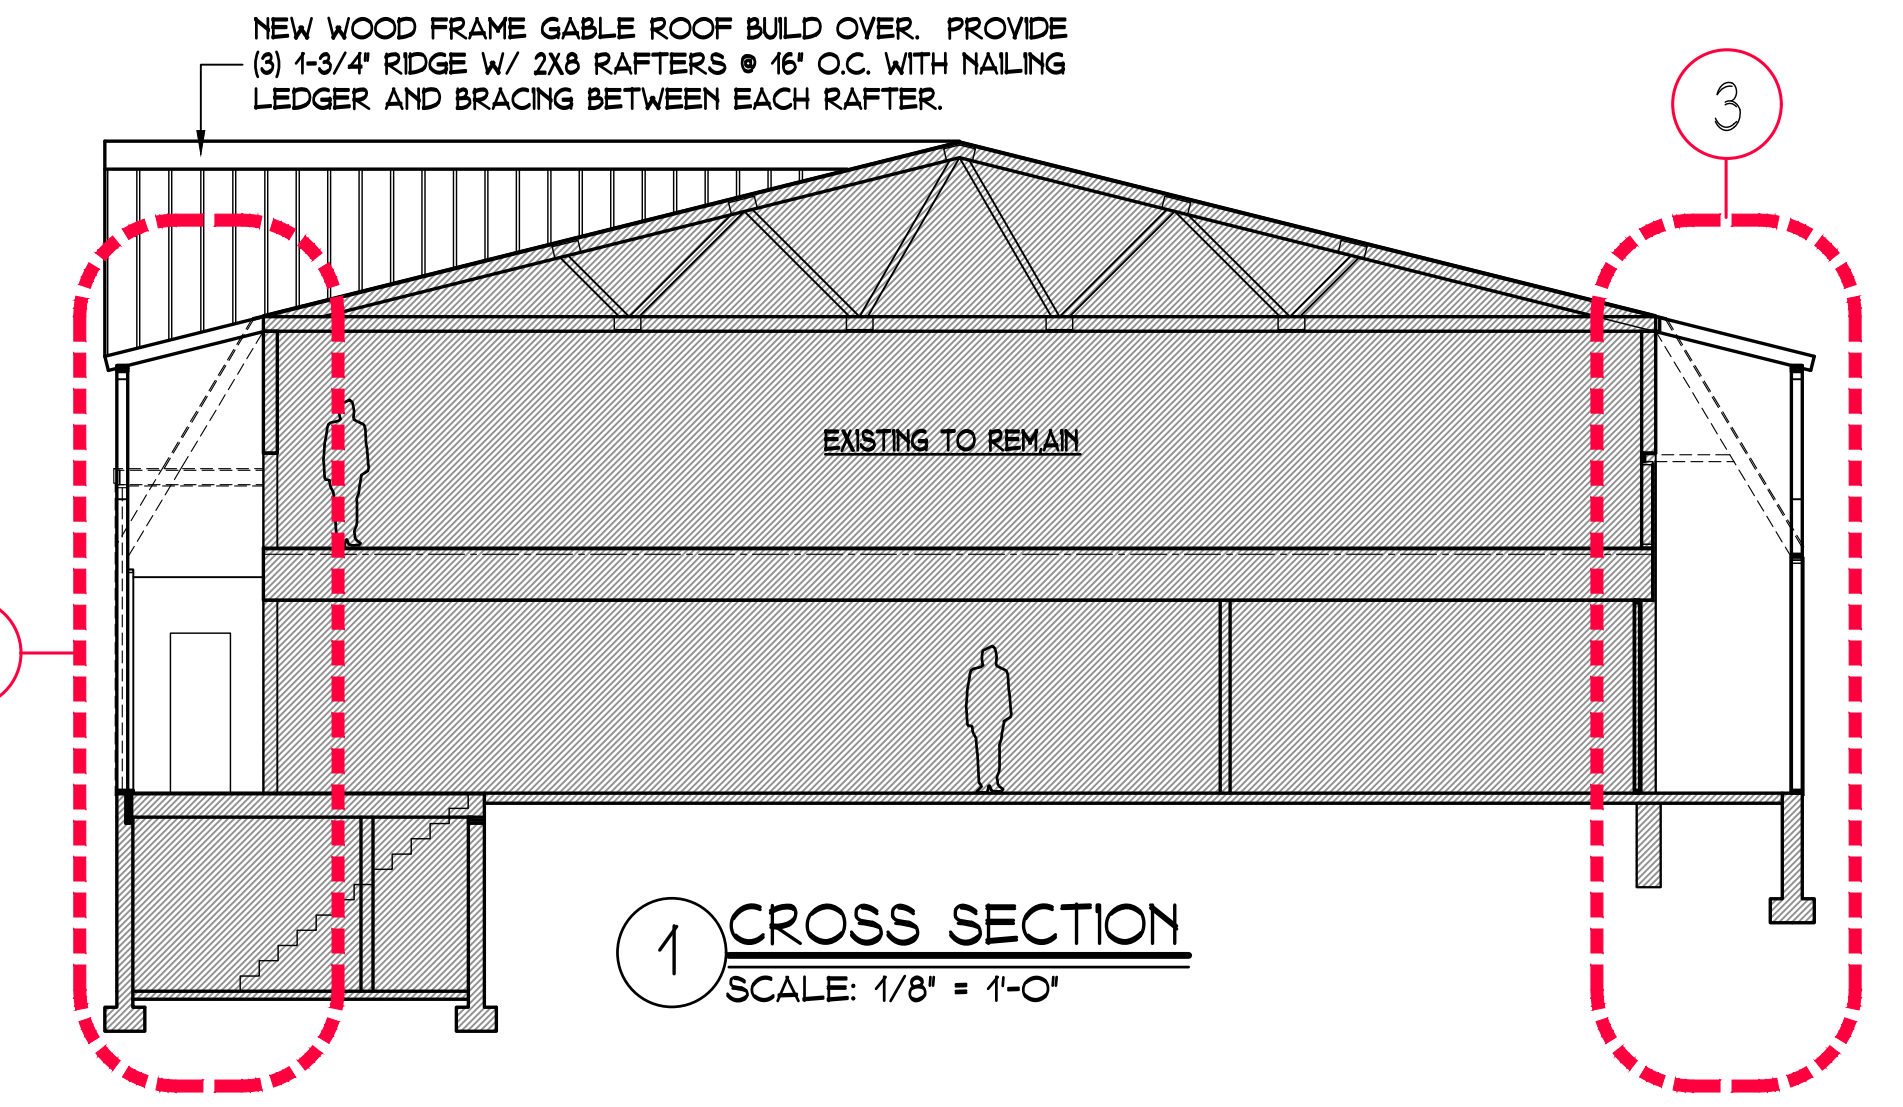 NEW WOOD FRAME GABLE ROOF BUILD OVER. PROVIDE
(3) 1-3/4" RIDGE W/ 2X8 RAFTERS @ 16" O.C. WITH NAILING
LEDGER AND BRACING BETWEEN EACH RAFTER.
3
EXISTING TO REMAIN
1 CROSS SECTION
SCALE: 1/8" = 1'-0"